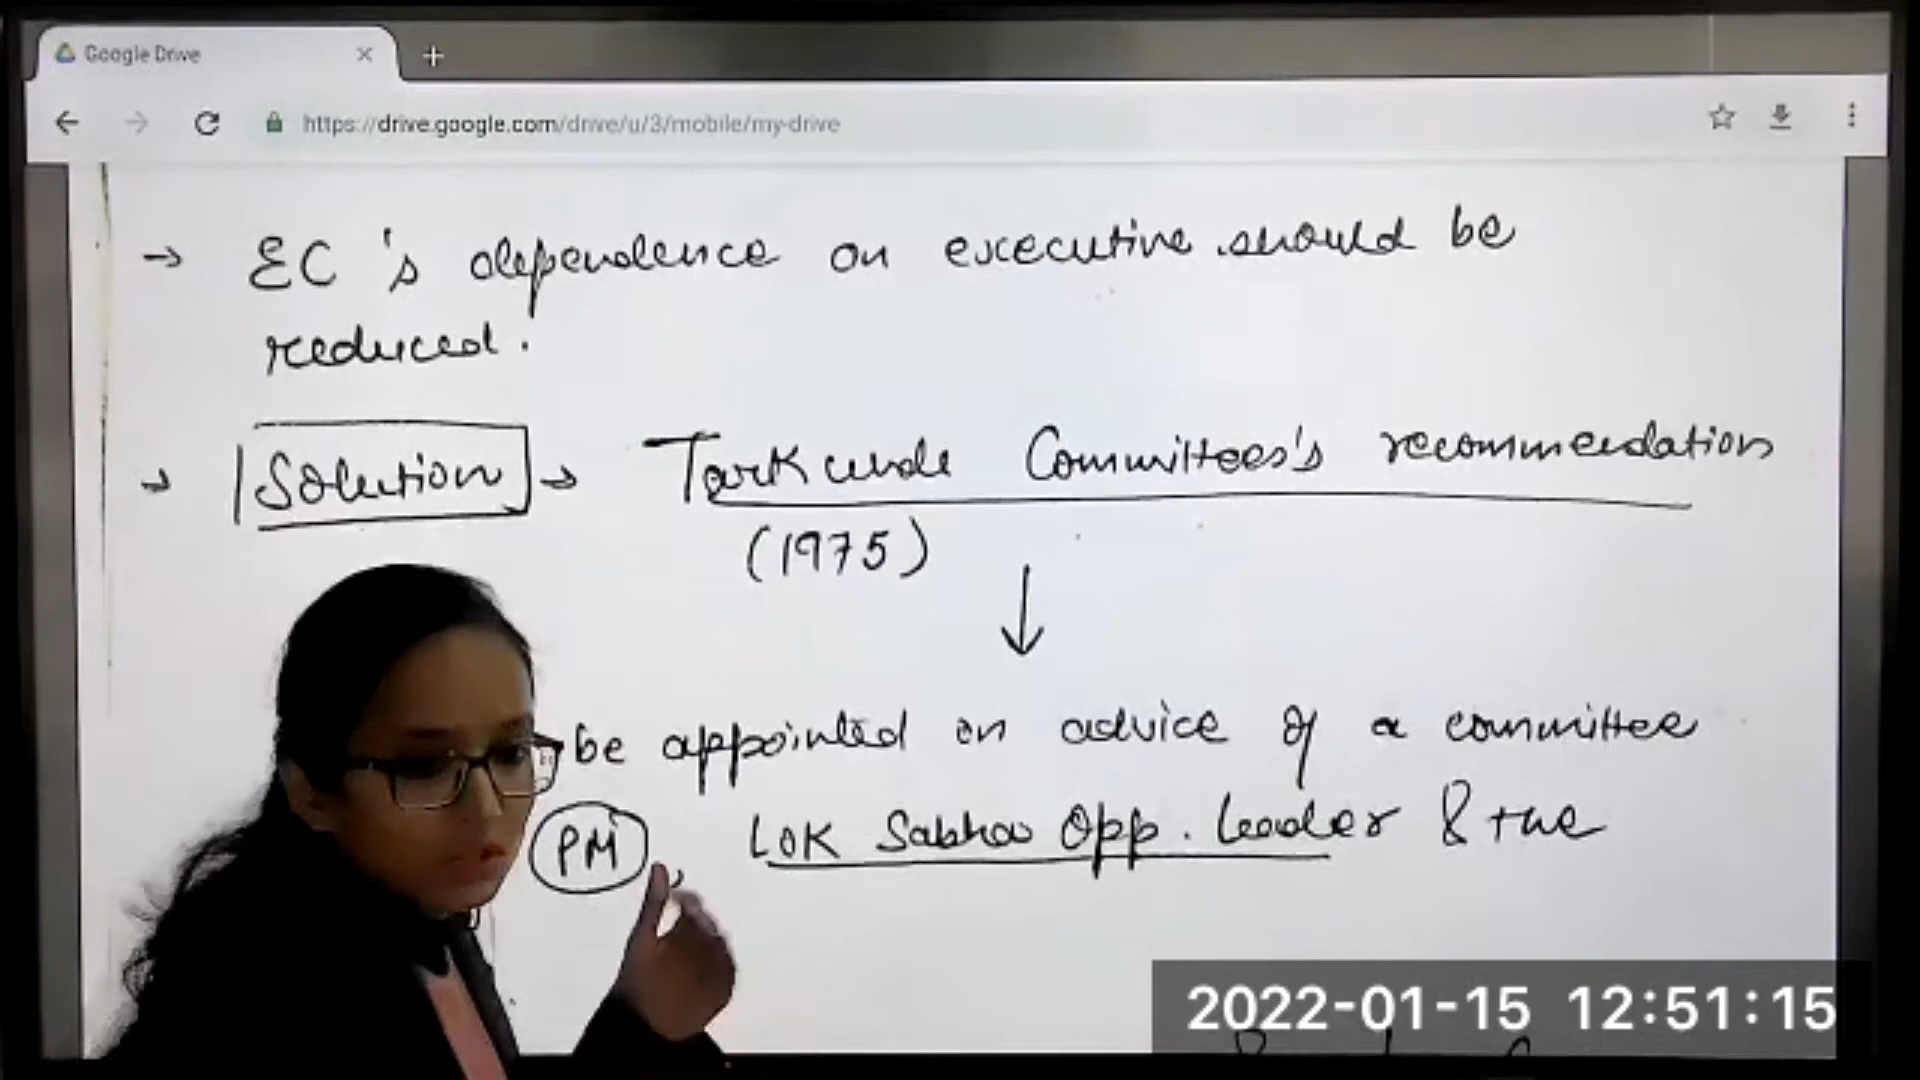 Google Drive
https://drive.google.com/drive/u/3/mobile/my-drive
→ EC's dependence on executive should be
reduced.
→ Solution → Tarkunde Committees's recommendation
(1975)
be appointed on advice of a committee
PM, Lok Sabha Opp. Leader & the
2022-01-15 12:51:15